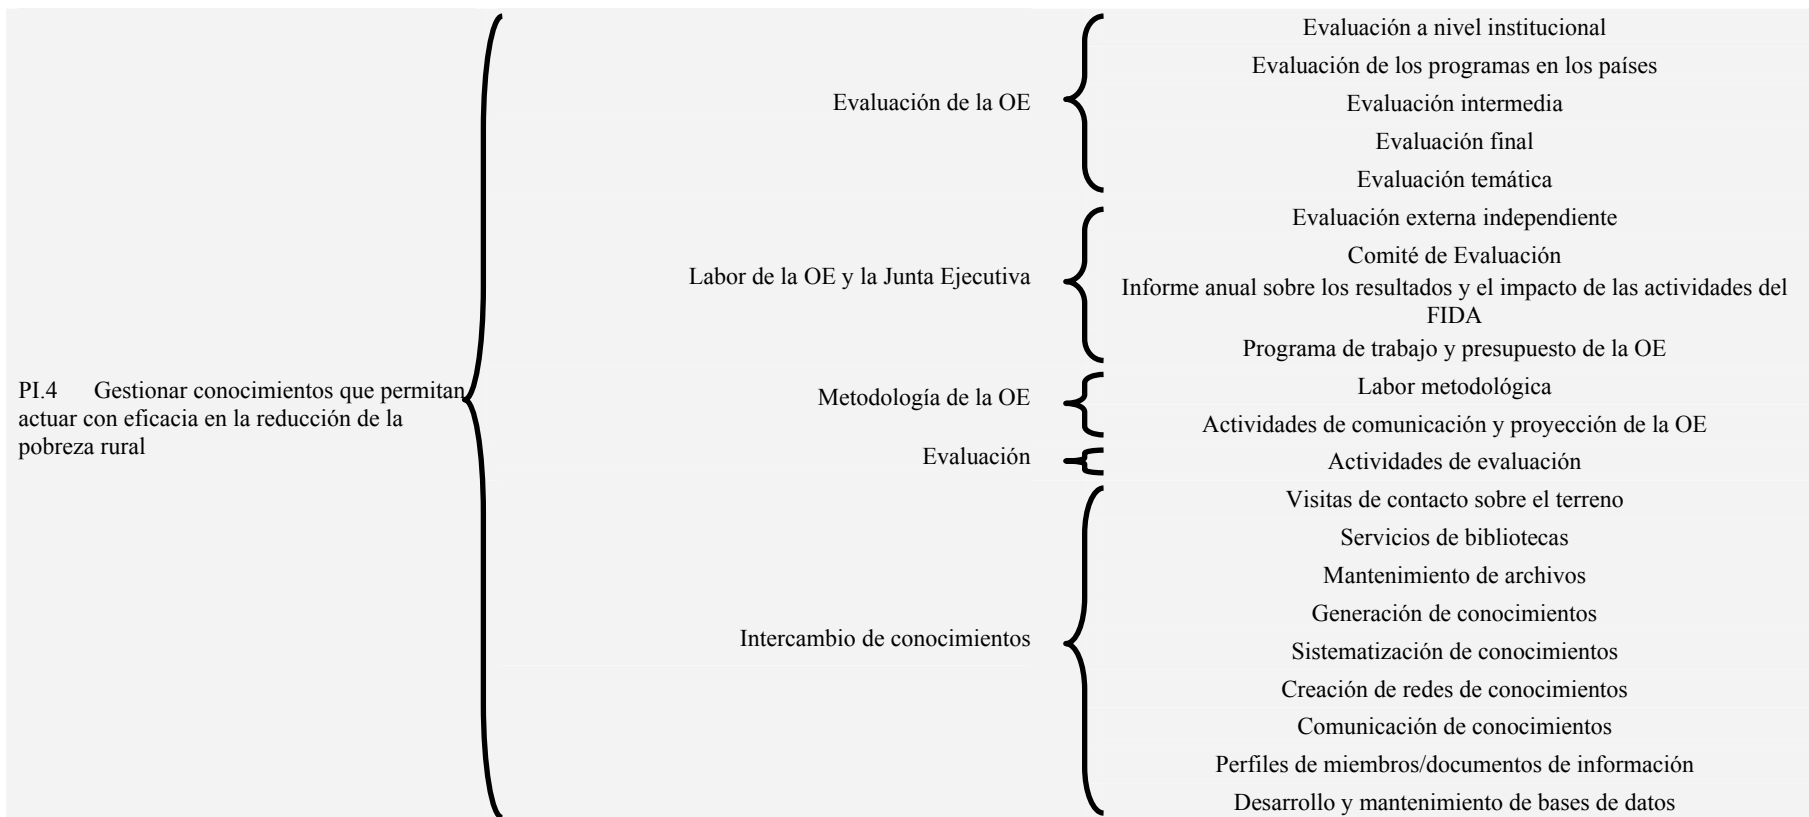 PI.4 Gestionar conocimientos que permitan
actuar con eficacia en la reducción de la
pobreza rural
Evaluación de la OE
Evaluación a nivel institucional
Evaluación de los programas en los países
Evaluación intermedia
Evaluación final
Evaluación temática
Labor de la OE y la Junta Ejecutiva
Evaluación externa independiente
Comité de Evaluación
Informe anual sobre los resultados y el impacto de las actividades del
FIDA
Programa de trabajo y presupuesto de la OE
Metodología de la OE
Labor metodológica
Actividades de comunicación y proyección de la OE
Evaluación
Actividades de evaluación
Intercambio de conocimientos
Visitas de contacto sobre el terreno
Servicios de bibliotecas
Mantenimiento de archivos
Generación de conocimientos
Sistematización de conocimientos
Creación de redes de conocimientos
Comunicación de conocimientos
Perfiles de miembros/documentos de información
Desarrollo y mantenimiento de bases de datos